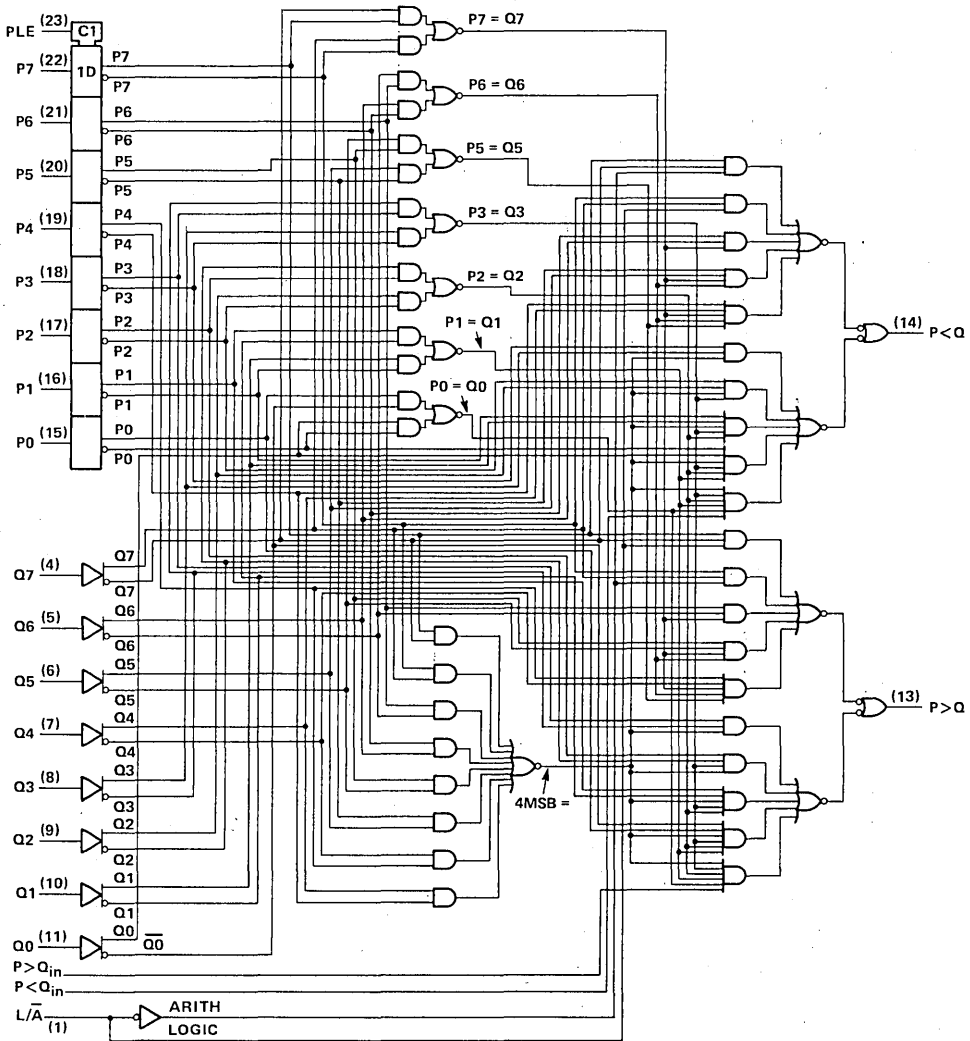 PLE (23) C1
P7 (22) 1D P7
P7
P6 (21) P6
P6
P5 (20) P5
P5
P4 (19) P4
P4
P3 (18) P3
P3
P2 (17) P2
P2
P1 (16) P1
P1
P0 (15) P0
P0
P7 = Q7
P6 = Q6
P5 = Q5
P3 = Q3
P2 = Q2
P1 = Q1
P0 = Q0
(14) P<Q
(13) P>Q
4MSB =
Q7 (4) Q7
Q7
Q6 (5) Q6
Q6
Q5 (6) Q5
Q5
Q4 (7) Q4
Q4
Q3 (8) Q3
Q3
Q2 (9) Q2
Q2
Q1 (10) Q1
Q1
Q0 (11) Q0
Q̅0̅
P>Qin
P<Qin
L/A̅ (1) ARITH
LOGIC